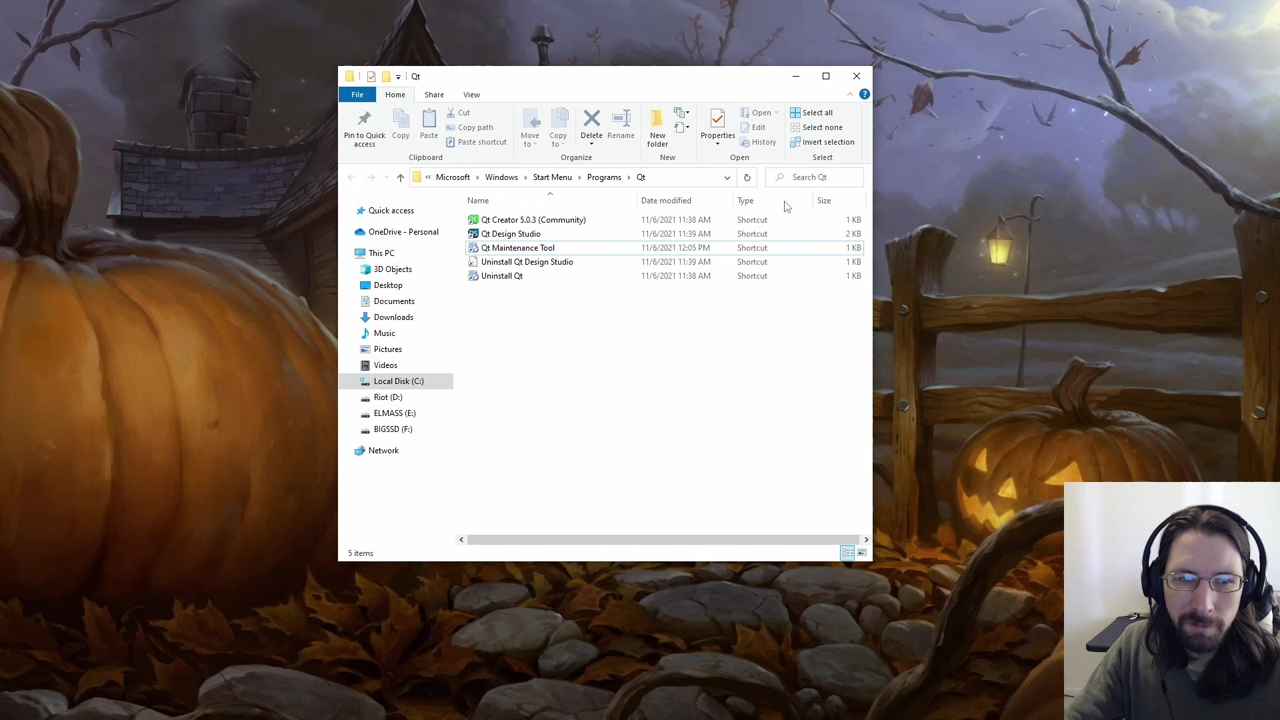 Qt
File Home Share View
Pin to Quick access
Copy
Paste
Cut
Copy path
Paste shortcut
Clipboard
Move to
Copy to
Delete
Rename
Organize
New folder
New
Properties
Open
Edit
History
Open
Select all
Select none
Invert selection
Select
« Microsoft › Windows › Start Menu › Programs › Qt
Search Qt
Name Date modified Type Size
Quick access
OneDrive - Personal
This PC
3D Objects
Desktop
Documents
Downloads
Music
Pictures
Videos
Local Disk (C:)
Riot (D:)
ELMASS (E:)
BIGSSD (F:)
Network
Qt Creator 5.0.3 (Community) 11/6/2021 11:38 AM Shortcut 1 KB
Qt Design Studio 11/6/2021 11:39 AM Shortcut 2 KB
Qt Maintenance Tool 11/6/2021 12:05 PM Shortcut 1 KB
Uninstall Qt Design Studio 11/6/2021 11:39 AM Shortcut 1 KB
Uninstall Qt 11/6/2021 11:38 AM Shortcut 1 KB
5 items